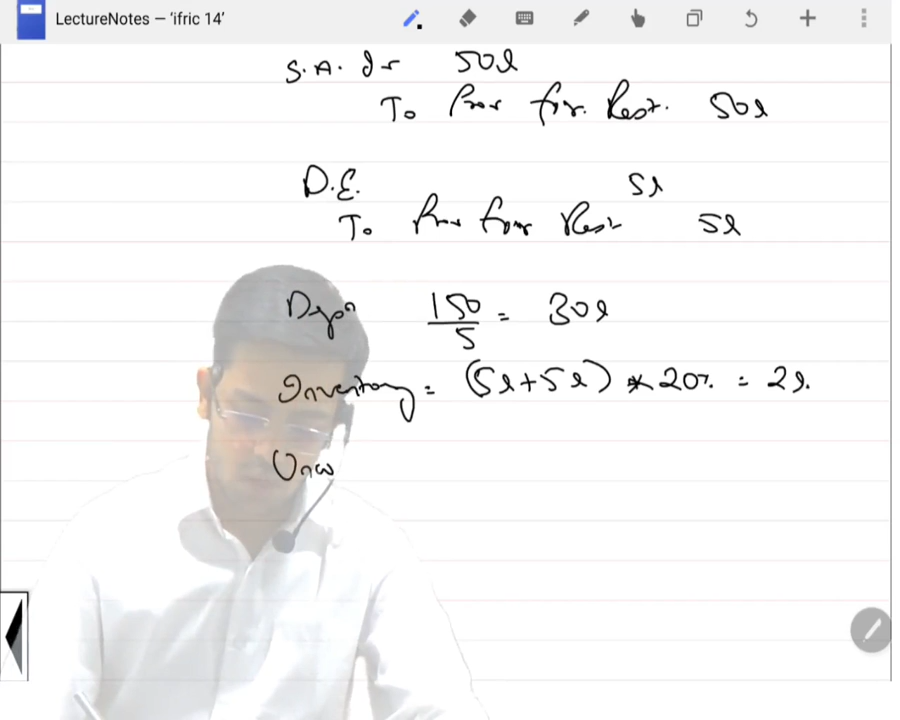 LectureNotes – 'ifric 14'
S.A. Dr 50l
To Prov for. Rest. 50l
D.E. 5l
To Prov from Rest 5l
Depn 150/5 = 30l
Inventory = (5l+5l) * 20% = 2l.
Unw